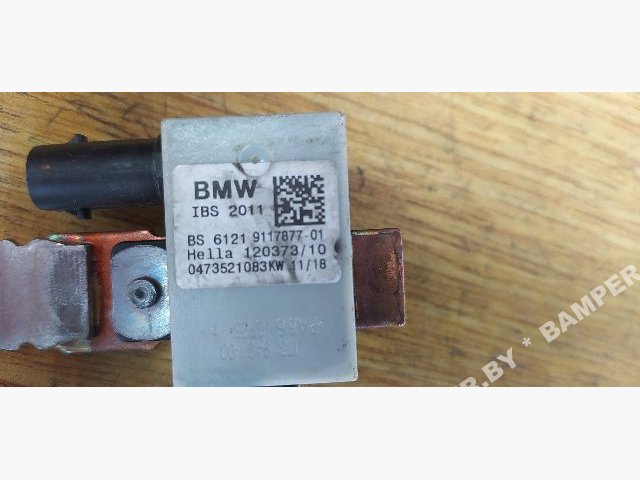 BMW
IBS 2011
BS 6121 9117877-01
Hella 120373/10
0473521083KW 11/18
R.BY * BAMPER